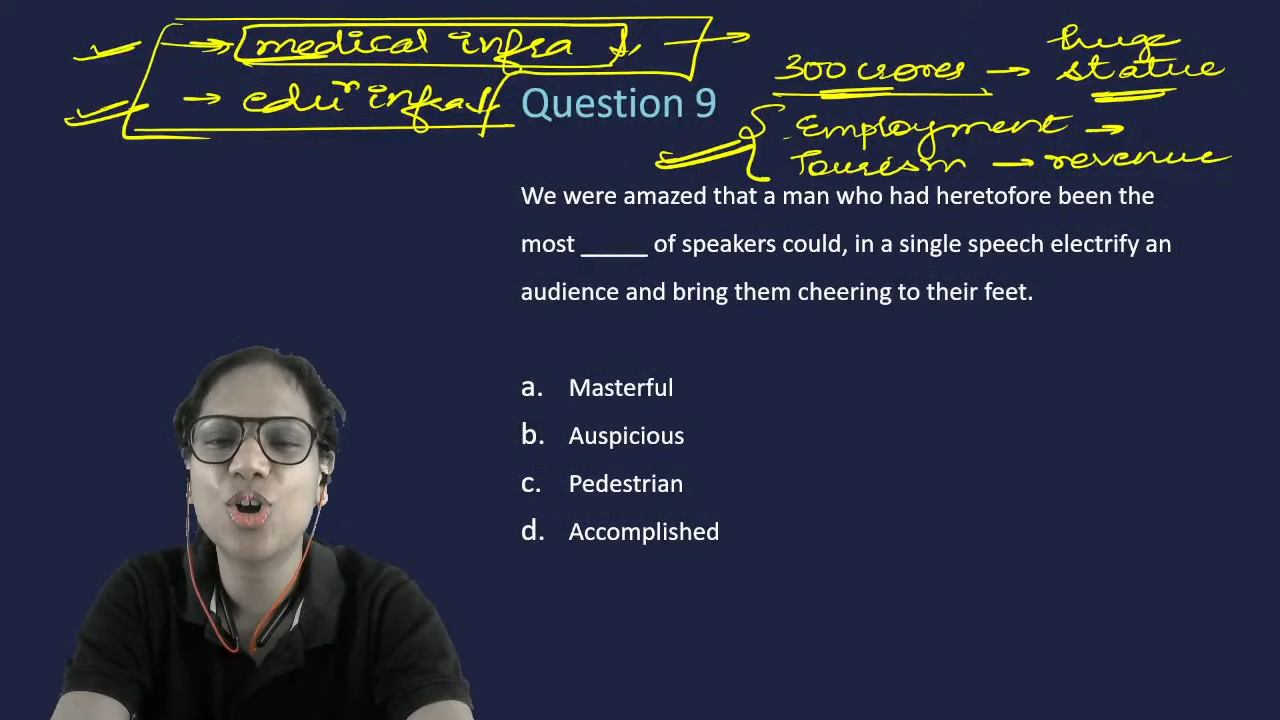 medical infra
huge
300 crores → statue
→ edu infra
Question 9
Employment →
Tourism → revenue
We were amazed that a man who had heretofore been the
most _____ of speakers could, in a single speech electrify an
audience and bring them cheering to their feet.
a. Masterful
b. Auspicious
c. Pedestrian
d. Accomplished